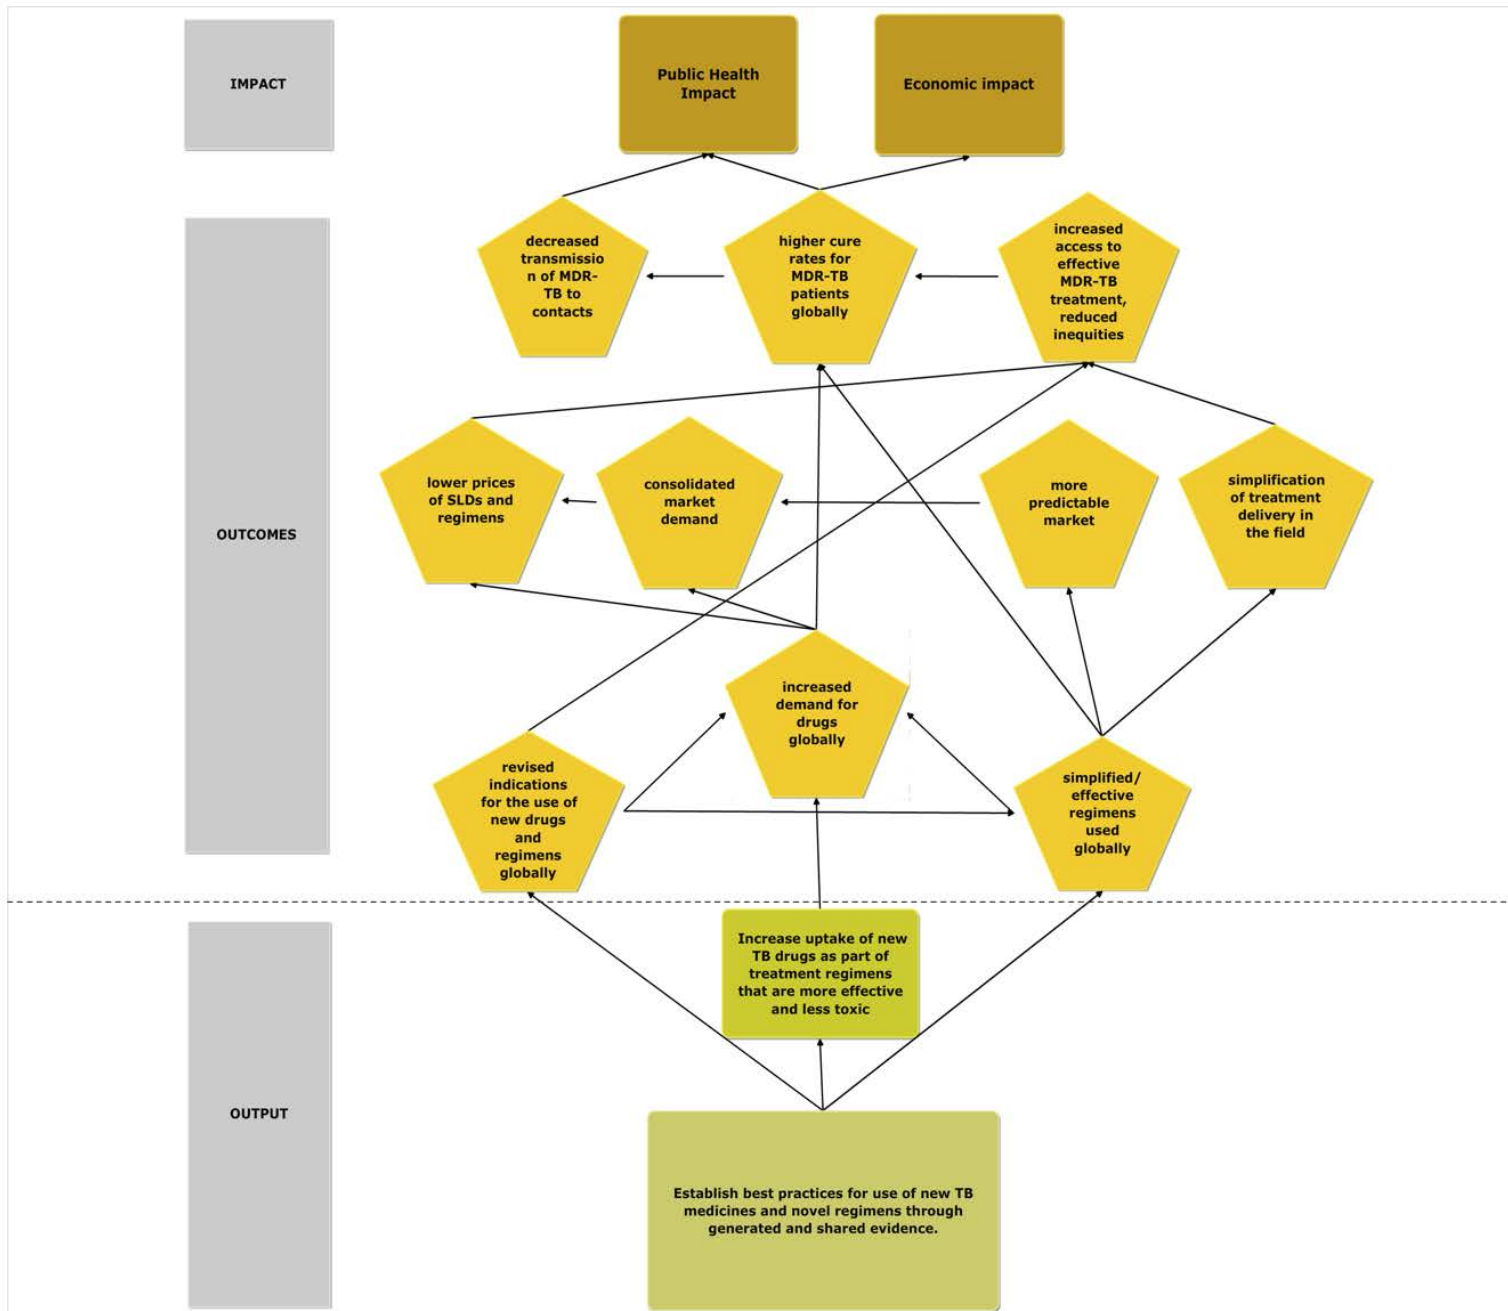 IMPACT
Public Health
Impact
Economic impact
decreased
transmissio
n of MDR-
TB to
contacts
higher cure
rates for
MDR-TB
patients
globally
increased
access to
effective
MDR-TB
treatment,
reduced
inequities
OUTCOMES
lower prices
of SLDs and
regimens
consolidated
market
demand
more
predictable
market
simplification
of treatment
delivery in
the field
increased
demand for
drugs
globally
revised
indications
for the use of
new drugs
and
regimens
globally
simplified/
effective
regimens
used
globally
OUTPUT
Increase uptake of new
TB drugs as part of
treatment regimens
that are more effective
and less toxic
Establish best practices for use of new TB
medicines and novel regimens through
generated and shared evidence.